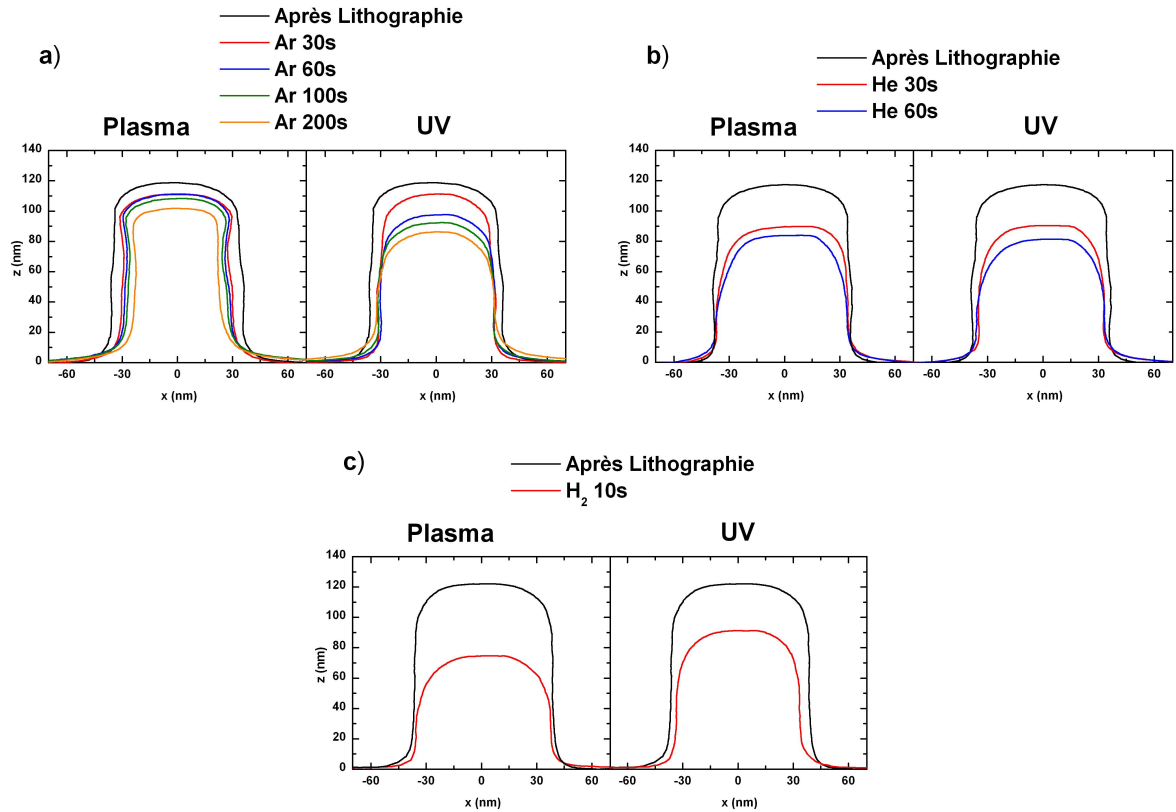 a)
Après Lithographie
Ar 30s
Ar 60s
Ar 100s
Ar 200s
Plasma UV
140
120
100
80
60
40
20
0
z (nm)
-60 -30 0 30 60 -60 -30 0 30 60
x (nm) x (nm)
b)
Après Lithographie
He 30s
He 60s
Plasma UV
140
120
100
80
60
40
20
0
z (nm)
-60 -30 0 30 60 -60 -30 0 30 60
x (nm) x (nm)
c)
Après Lithographie
H2 10s
Plasma UV
140
120
100
80
60
40
20
0
z (nm)
-60 -30 0 30 60 -60 -30 0 30 60
x (nm) x (nm)